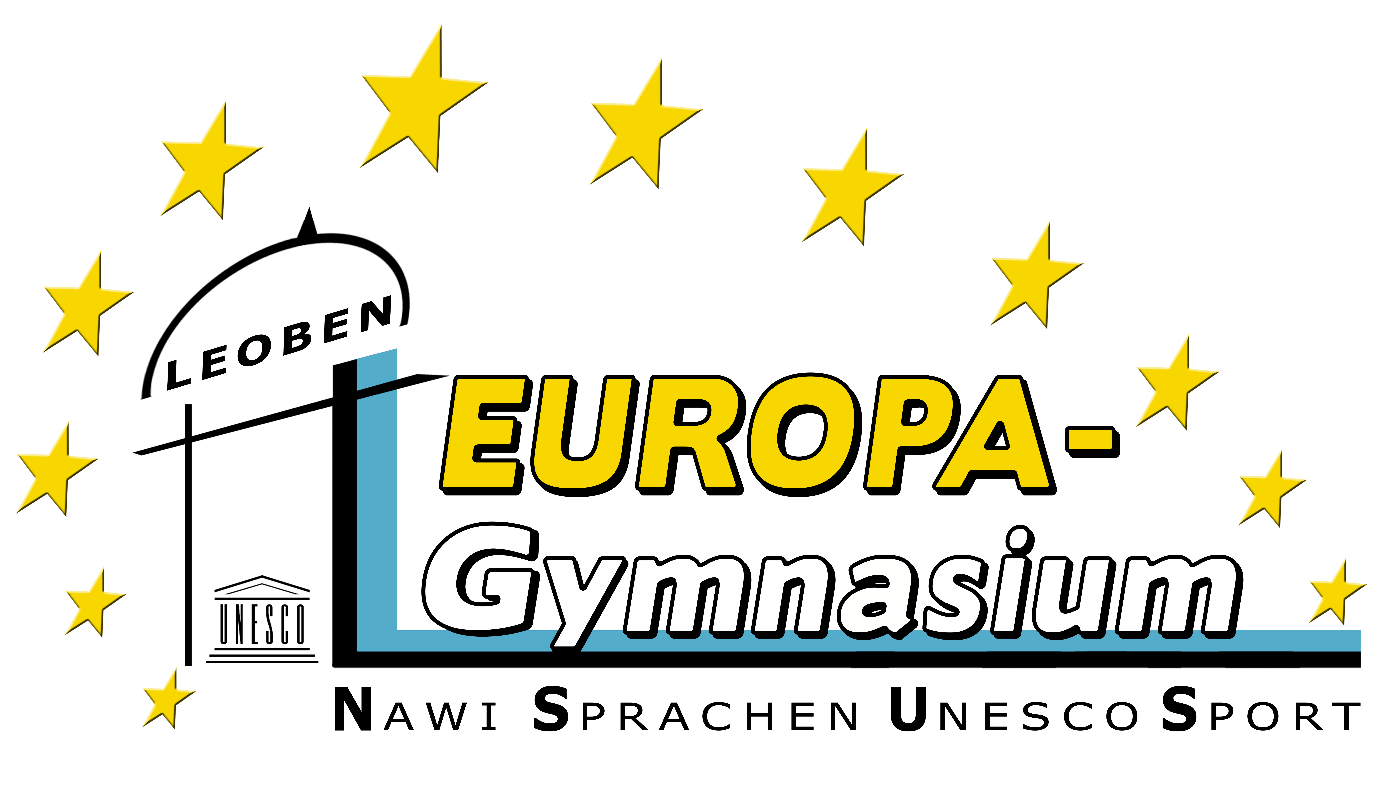 LEOBEN
EUROPA-
Gymnasium
UNESCO
NAWI SPRACHEN UNESCO SPORT